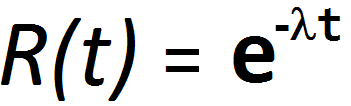 R(t) = e^-λt